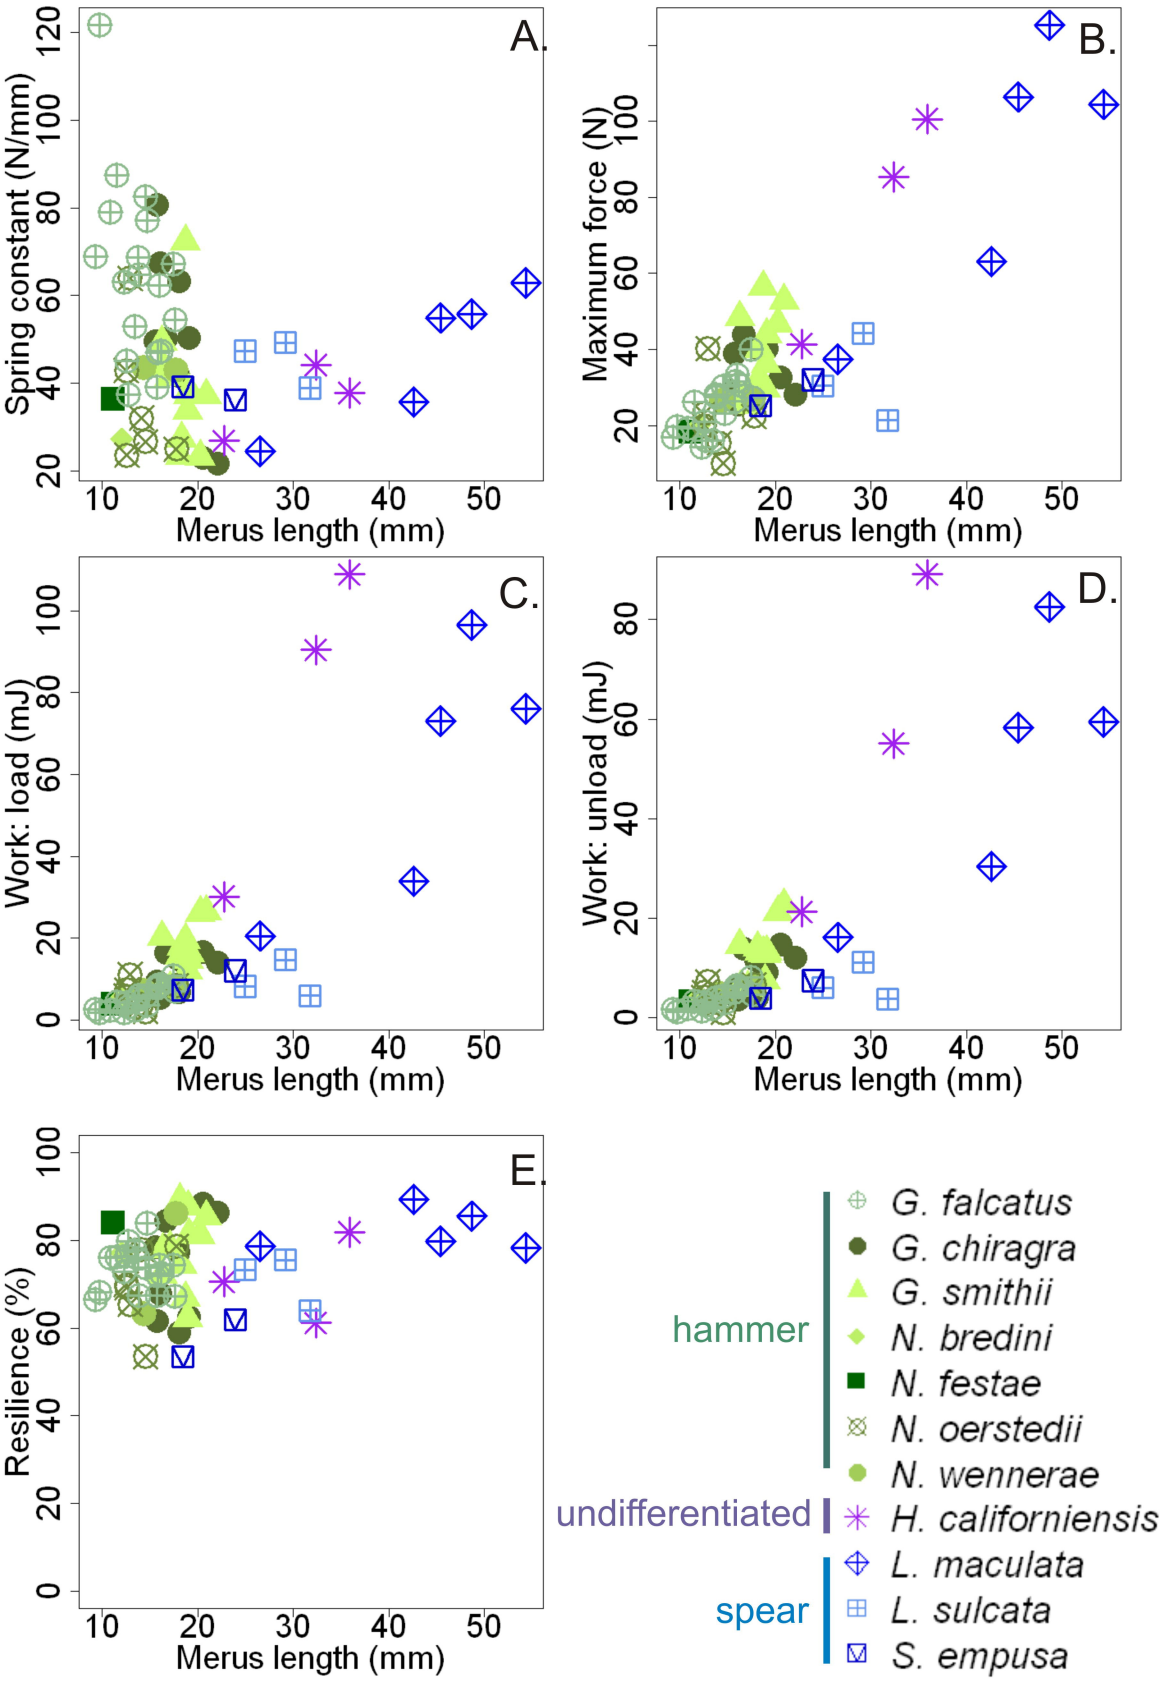 A.
Spring constant (N/mm)
20 40 60 80 100 120
10 20 30 40 50
Merus length (mm)
B.
Maximum force (N)
20 40 60 80 100
10 20 30 40 50
Merus length (mm)
C.
Work: load (mJ)
0 20 40 60 80 100
10 20 30 40 50
Merus length (mm)
D.
Work: unload (mJ)
0 20 40 60 80
10 20 30 40 50
Merus length (mm)
E.
Resilience (%)
0 20 40 60 80 100
10 20 30 40 50
Merus length (mm)
hammer
G. falcatus
G. chiragra
G. smithii
N. bredini
N. festae
N. oerstedii
N. wennerae
undifferentiated
H. californiensis
spear
L. maculata
L. sulcata
S. empusa